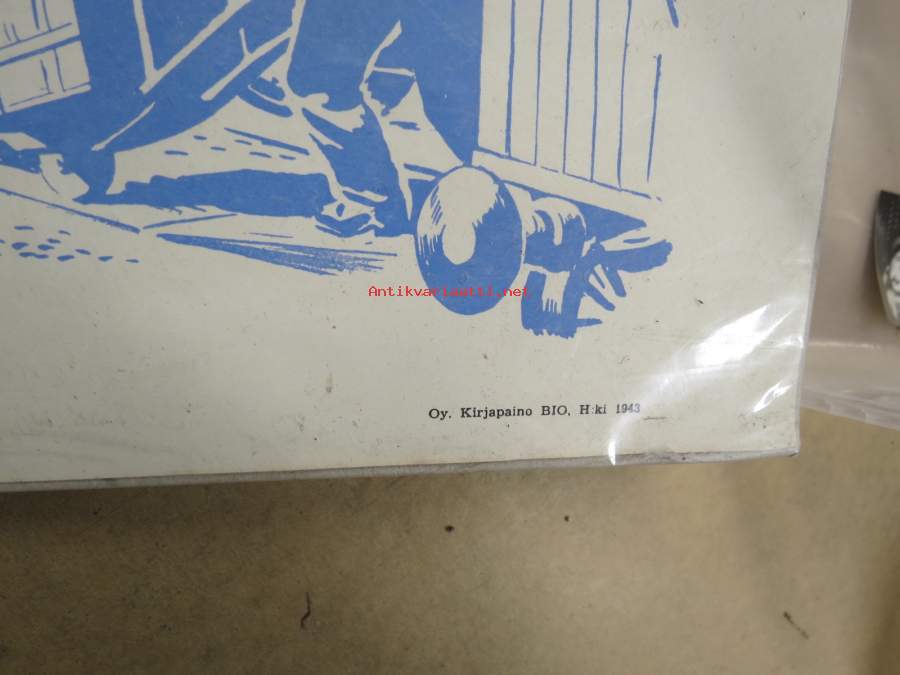 Antikvariaatti.net
Oy. Kirjapaino BIO, H:ki 1943